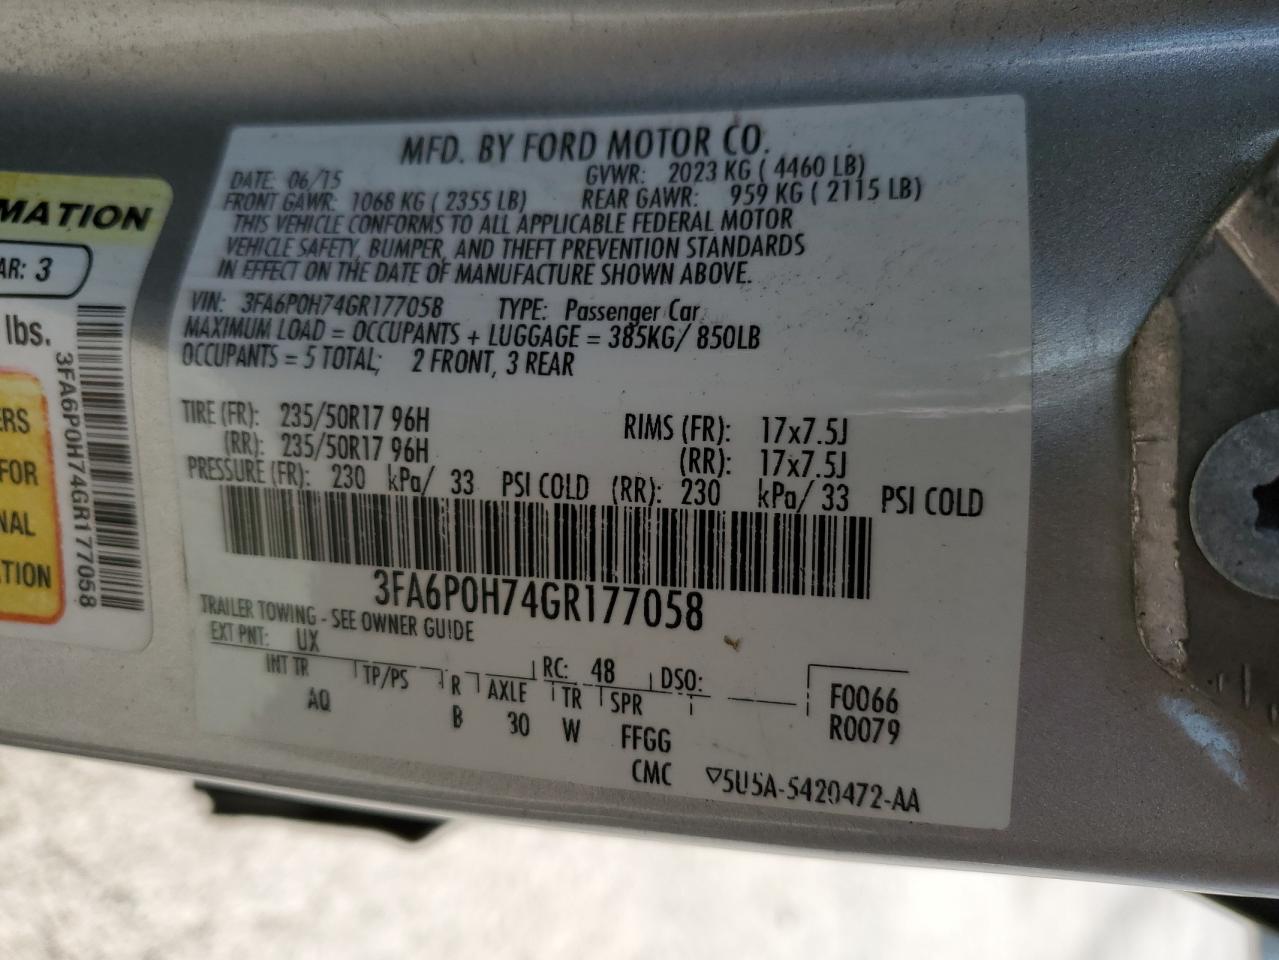 MFD. BY FORD MOTOR CO.
DATE: 06/15 GVWR: 2023 KG ( 4460 LB)
FRONT GAWR: 1068 KG ( 2355 LB) REAR GAWR: 959 KG ( 2115 LB)
THIS VEHICLE CONFORMS TO ALL APPLICABLE FEDERAL MOTOR
VEHICLE SAFETY, BUMPER, AND THEFT PREVENTION STANDARDS
IN EFFECT ON THE DATE OF MANUFACTURE SHOWN ABOVE.
VIN: 3FA6P0H74GR177058 TYPE: Passenger Car
MAXIMUM LOAD = OCCUPANTS + LUGGAGE = 385KG/ 850LB
OCCUPANTS = 5 TOTAL; 2 FRONT, 3 REAR
TIRE (FR): 235/50R17 96H RIMS (FR): 17x7.5J
(RR): 235/50R17 96H (RR): 17x7.5J
PRESSURE (FR): 230 kPa/ 33 PSI COLD (RR): 230 kPa/ 33 PSI COLD
3FA6P0H74GR177058
TRAILER TOWING - SEE OWNER GUIDE
EXT PNT: UX RC: 48 DSO:
INT TR TP/PS R AXLE TR SPR F0066
AQ B 30 W FFGG R0079
CMC ▽5U5A-5420472-AA
MATION
AR: 3
lbs.
3FA6P0H74GR177058
ERS
FOR
NAL
TION